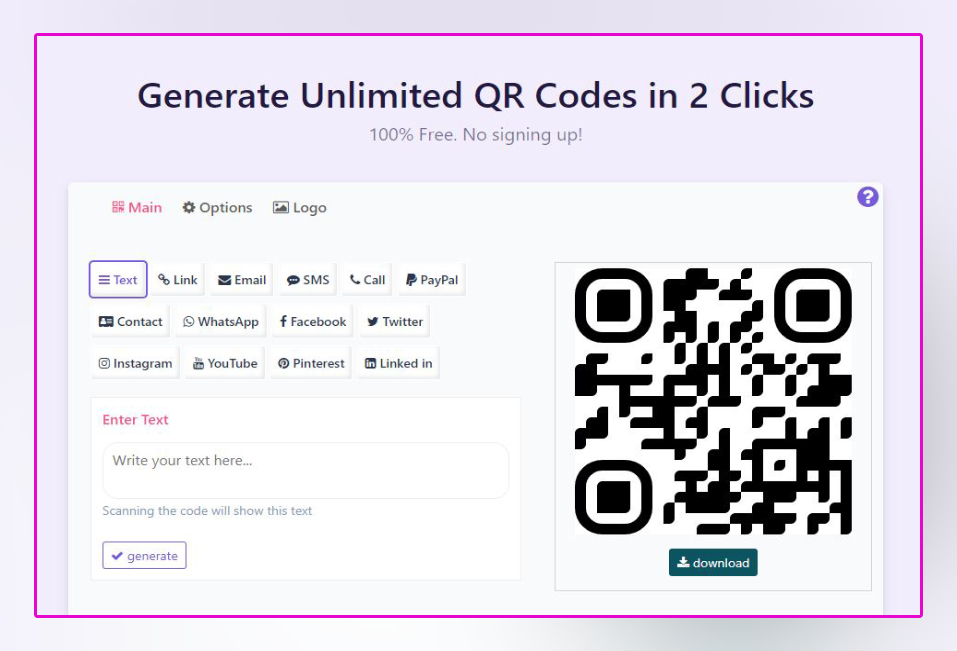 Generate Unlimited QR Codes in 2 Clicks
100% Free. No signing up!
Main Options Logo
?
Text Link Email SMS Call PayPal
Contact WhatsApp Facebook Twitter
Instagram YouTube Pinterest Linked in
Enter Text
Write your text here...
Scanning the code will show this text
generate
download